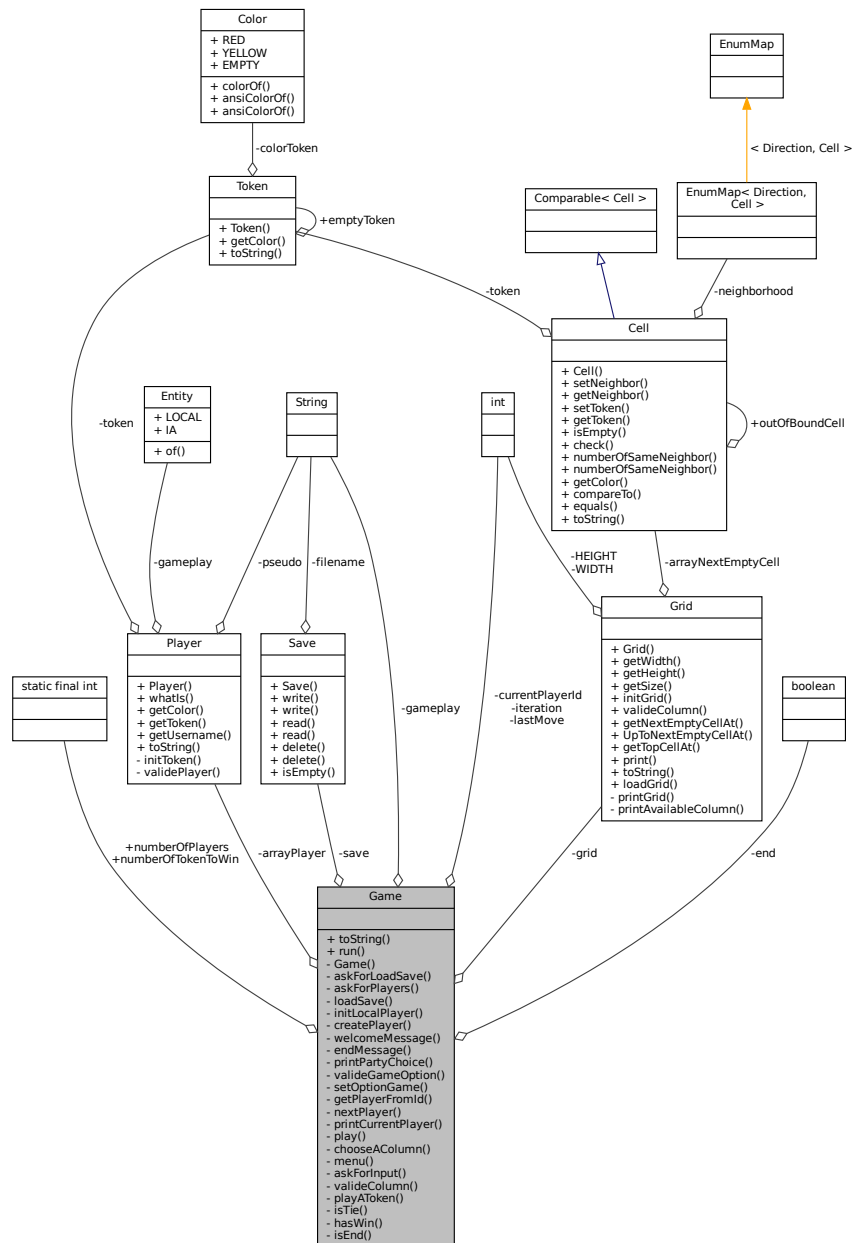 Color
+ RED
+ YELLOW
+ EMPTY
+ colorOf()
+ ansiColorOf()
+ ansiColorOf()
EnumMap
-colorToken
< Direction, Cell >
Token
+ Token()
+ getColor()
+ toString()
+emptyToken
Comparable< Cell >
EnumMap< Direction,
Cell >
-token
-neighborhood
Cell
+ Cell()
+ setNeighbor()
+ getNeighbor()
+ setToken()
+ getToken()
+ isEmpty()
+ check()
+ numberOfSameNeighbor()
+ numberOfSameNeighbor()
+ getColor()
+ compareTo()
+ equals()
+ toString()
+outOfBoundCell
-token
Entity
+ LOCAL
+ IA
+ of()
String
int
-gameplay
-pseudo
-filename
-HEIGHT
-WIDTH
-arrayNextEmptyCell
static final int
Player
+ Player()
+ whatIs()
+ getColor()
+ getToken()
+ getUsername()
+ toString()
- initToken()
- validePlayer()
Save
+ Save()
+ write()
+ write()
+ read()
+ read()
+ delete()
+ delete()
+ isEmpty()
-gameplay
-currentPlayerId
-iteration
-lastMove
Grid
+ Grid()
+ getWidth()
+ getHeight()
+ getSize()
+ initGrid()
+ valideColumn()
+ getNextEmptyCellAt()
+ UpToNextEmptyCellAt()
+ getTopCellAt()
+ print()
+ toString()
+ loadGrid()
- printGrid()
- printAvailableColumn()
boolean
+numberOfPlayers
+numberOfTokenToWin
-arrayPlayer
-save
-grid
-end
Game
+ toString()
+ run()
- Game()
- askForLoadSave()
- askForPlayers()
- loadSave()
- initLocalPlayer()
- createPlayer()
- welcomeMessage()
- endMessage()
- printPartyChoice()
- valideGameOption()
- setOptionGame()
- getPlayerFromId()
- nextPlayer()
- printCurrentPlayer()
- play()
- chooseAColumn()
- menu()
- askForInput()
- valideColumn()
- playAToken()
- isTie()
- hasWin()
- isEnd()